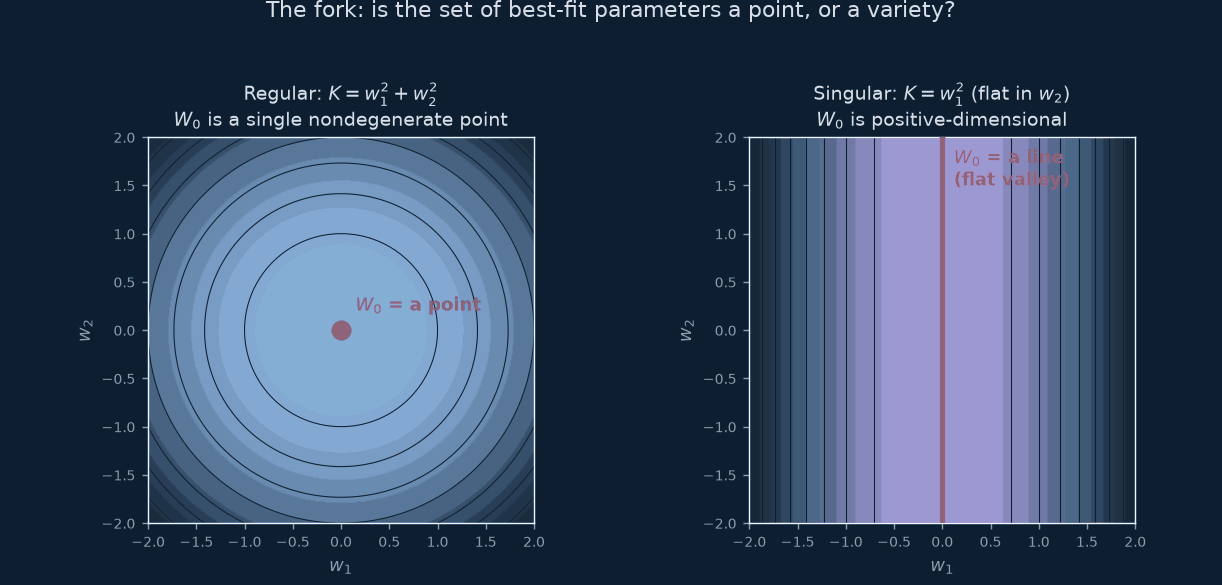 The fork: is the set of best-fit parameters a point, or a variety?
Regular: K = w₁² + w₂²
W₀ is a single nondegenerate point
2.0
1.5
1.0
0.5
0.0
−0.5
−1.0
−1.5
−2.0
w₂
W₀ = a point
−2.0 −1.5 −1.0 −0.5 0.0 0.5 1.0 1.5 2.0
w₁
Singular: K = w₁² (flat in w₂)
W₀ is positive-dimensional
2.0
1.5
1.0
0.5
0.0
−0.5
−1.0
−1.5
−2.0
w₂
W₀ = a line
(flat valley)
−2.0 −1.5 −1.0 −0.5 0.0 0.5 1.0 1.5 2.0
w₁